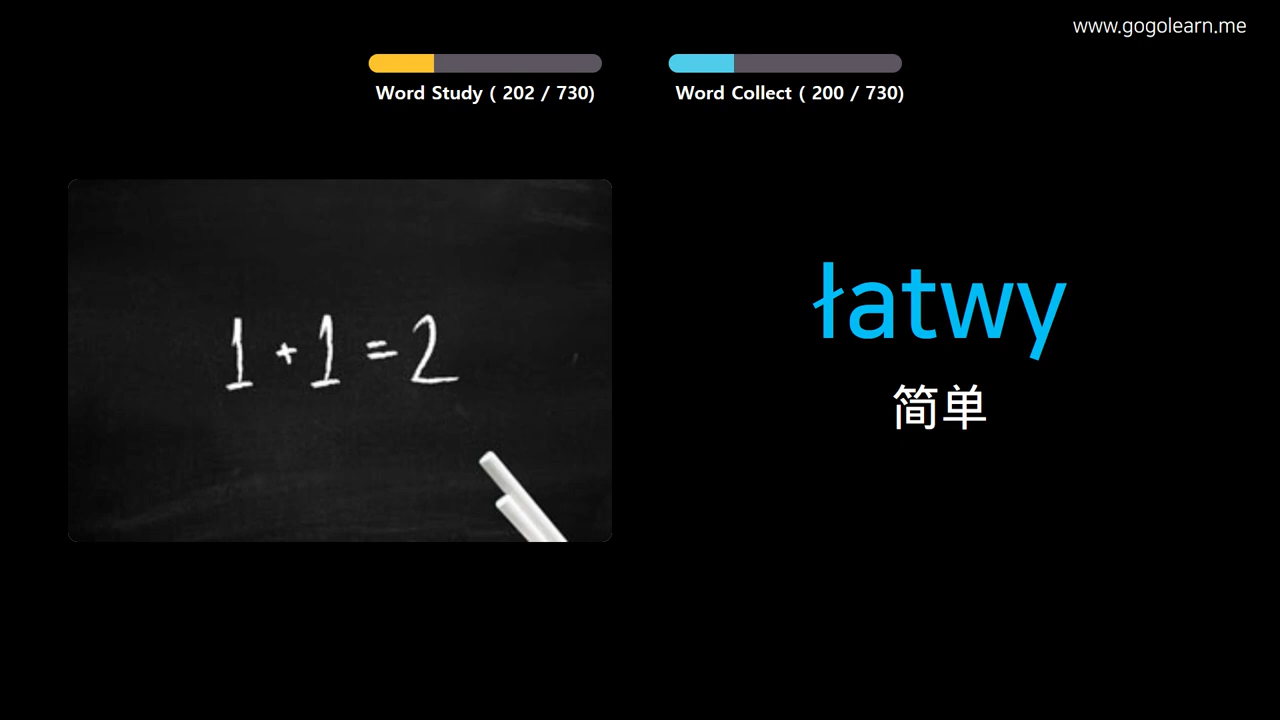 www.gogolearn.me
Word Study ( 202 / 730)
Word Collect ( 200 / 730)
1 + 1 = 2
łatwy
简单